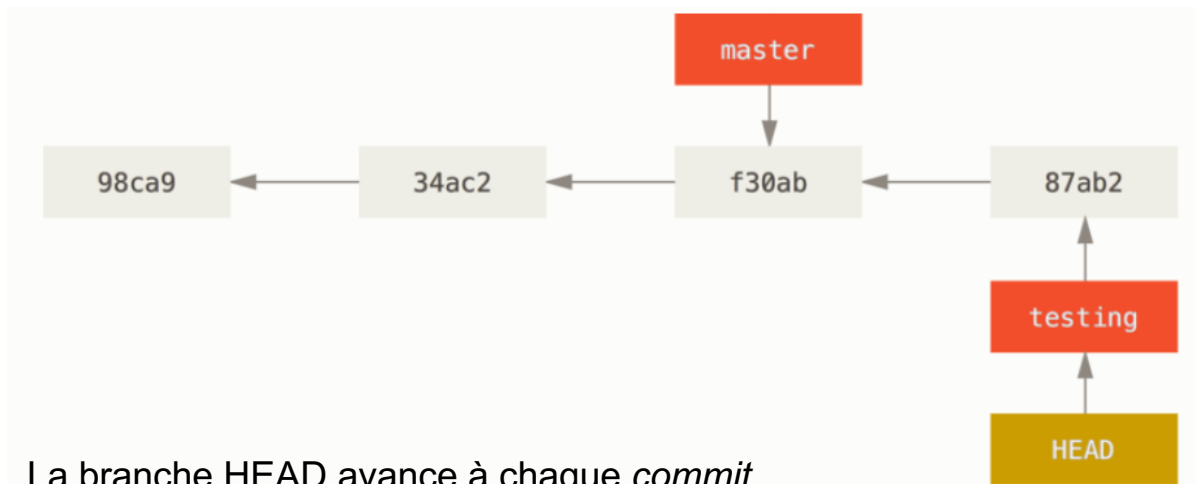 master
98ca9 34ac2 f30ab 87ab2
testing
HEAD
La branche HEAD avance à chaque commit